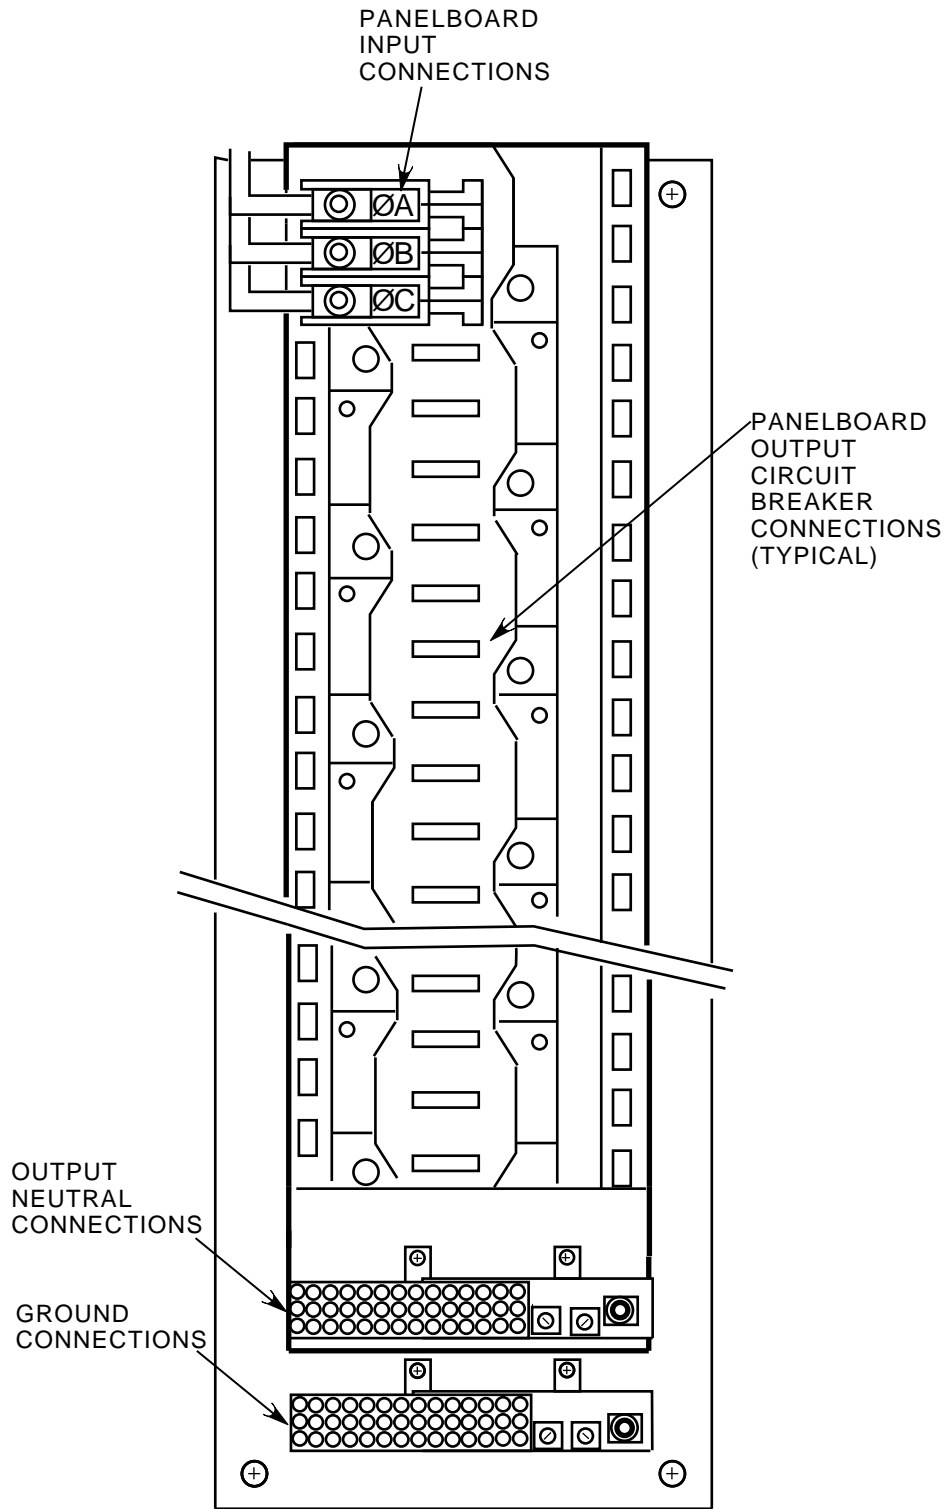 PANELBOARD
INPUT
CONNECTIONS
ØA
ØB
ØC
PANELBOARD
OUTPUT
CIRCUIT
BREAKER
CONNECTIONS
(TYPICAL)
OUTPUT
NEUTRAL
CONNECTIONS
GROUND
CONNECTIONS